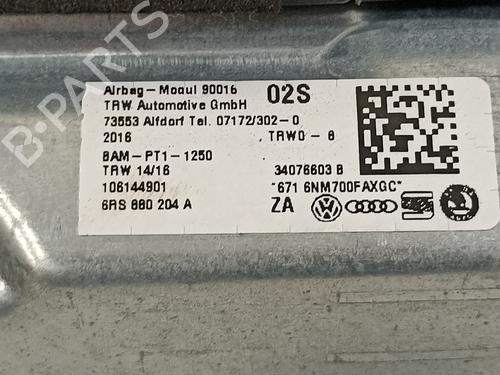 Airbag-Modul 90016 02S
TRW Automotive GmbH
73553 Alfdorf Tel. 07172/302-0
2016 TRW0-6
BAM-PT1-1250
TRW 14/16 34076603 B
106144901 *671 6NM700FAXGC*
6RS 880 204 A ZA
B-PARTS